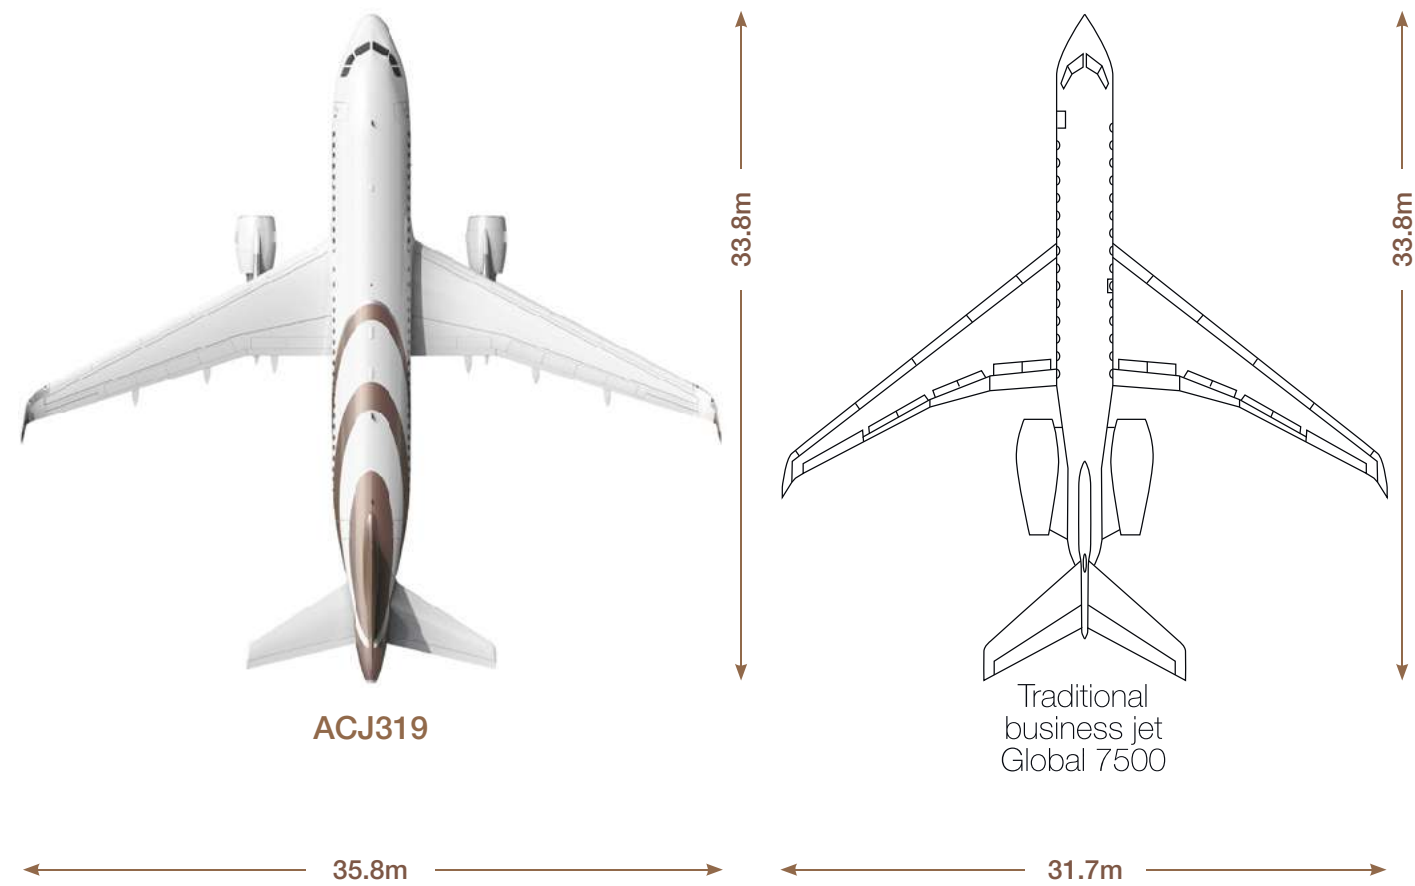 33.8m
33.8m
ACJ319
Traditional
business jet
Global 7500
35.8m
31.7m